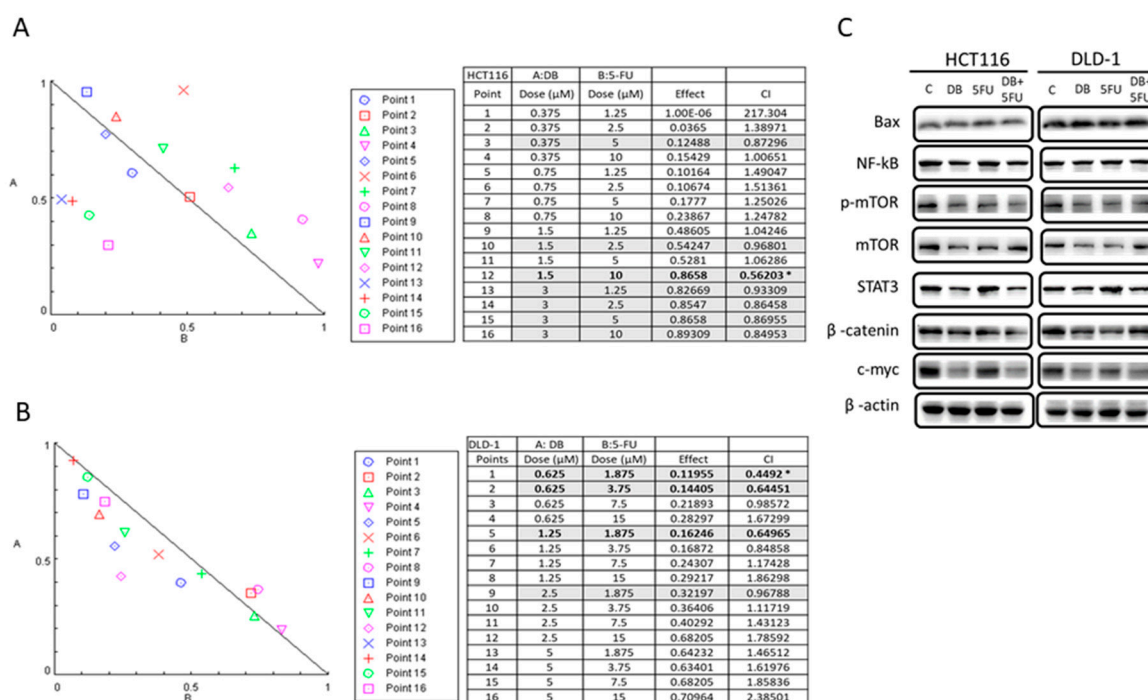 A
1
A
0.5
0
0
0.5
1
B
Point 1
Point 2
Point 3
Point 4
Point 5
Point 6
Point 7
Point 8
Point 9
Point 10
Point 11
Point 12
Point 13
Point 14
Point 15
Point 16
HCT116 A:DB B:5-FU
Point Dose (µM) Dose (µM) Effect CI
1 0.375 1.25 1.00E-06 217.304
2 0.375 2.5 0.0365 1.38971
3 0.375 5 0.12488 0.87296
4 0.375 10 0.15429 1.00651
5 0.75 1.25 0.10164 1.49047
6 0.75 2.5 0.10674 1.51361
7 0.75 5 0.1777 1.25026
8 0.75 10 0.23867 1.24782
9 1.5 1.25 0.48605 1.04246
10 1.5 2.5 0.54247 0.96801
11 1.5 5 0.5281 1.06286
12 1.5 10 0.8658 0.56203 *
13 3 1.25 0.82669 0.93309
14 3 2.5 0.8547 0.86458
15 3 5 0.8658 0.86955
16 3 10 0.89309 0.84953
B
1
A
0.5
0
0
0.5
1
B
Point 1
Point 2
Point 3
Point 4
Point 5
Point 6
Point 7
Point 8
Point 9
Point 10
Point 11
Point 12
Point 13
Point 14
Point 15
Point 16
DLD-1 A: DB B:5-FU
Points Dose (µM) Dose (µM) Effect CI
1 0.625 1.875 0.11955 0.4492 *
2 0.625 3.75 0.14405 0.64451
3 0.625 7.5 0.21893 0.98572
4 0.625 15 0.28297 1.67299
5 1.25 1.875 0.16246 0.64965
6 1.25 3.75 0.16872 0.84858
7 1.25 7.5 0.24307 1.17428
8 1.25 15 0.29217 1.86298
9 2.5 1.875 0.32197 0.96788
10 2.5 3.75 0.36406 1.11719
11 2.5 7.5 0.40292 1.43123
12 2.5 15 0.68205 1.78592
13 5 1.875 0.64232 1.46512
14 5 3.75 0.63401 1.61976
15 5 7.5 0.68205 1.85836
16 5 15 0.70964 2.38501
C
HCT116 DLD-1
C DB 5FU DB+ 5FU C DB 5FU DB+ 5FU
Bax
NF-kB
p-mTOR
mTOR
STAT3
β -catenin
c-myc
β -actin